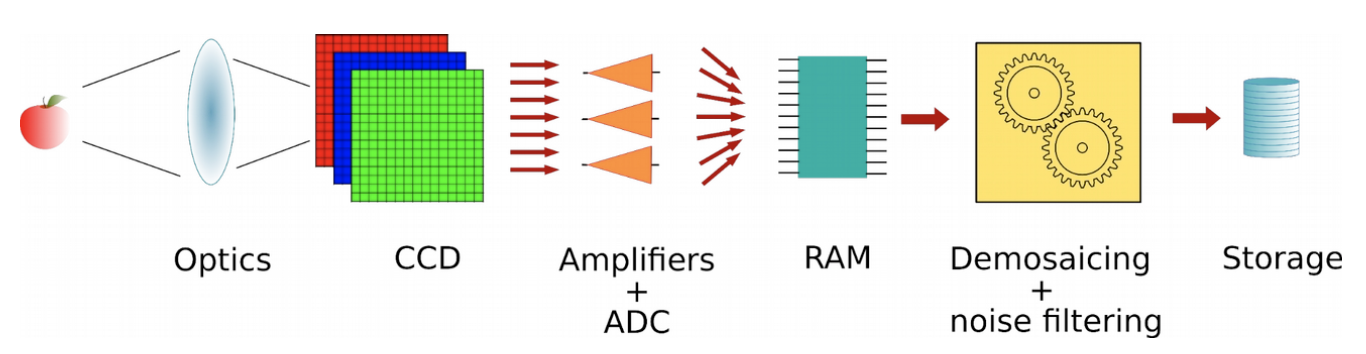 Optics
CCD
Amplifiers
+
ADC
RAM
Demosaicing
+
noise filtering
Storage